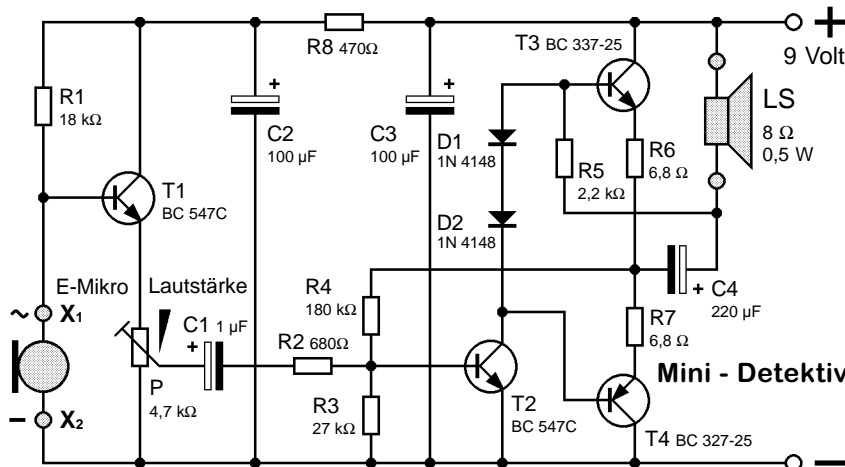 T3 BC 337-25
+
9 Volt
R8 470Ω
R1
18 kΩ
+
C2
100 µF
+
C3
100 µF
D1
1N 4148
R5
2,2 kΩ
R6
6,8 Ω
LS
8 Ω
0,5 W
T1
BC 547C
D2
1N 4148
E-Mikro
Lautstärke
~ X1
C1 1 µF
+
R4
180 kΩ
+ C4
220 µF
R2 680Ω
R7
6,8 Ω
P
4,7 kΩ
Mini - Detektiv
– X2
R3
27 kΩ
T2
BC 547C
T4 BC 327-25
–